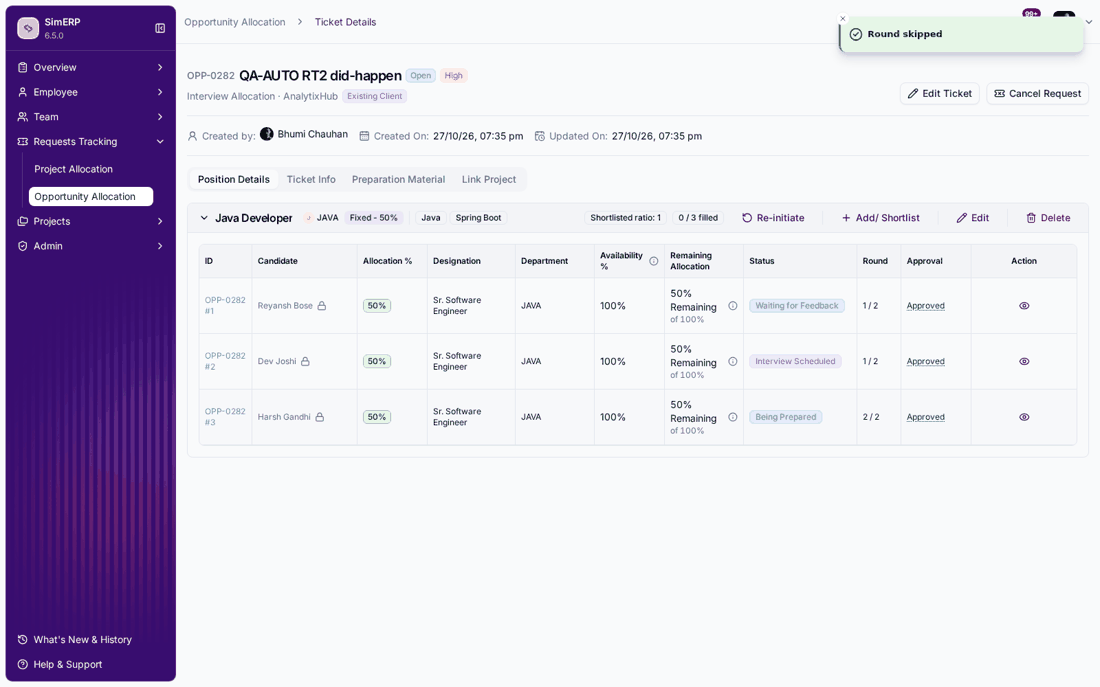 SimERP
6.5.0
Overview
Employee
Team
Requests Tracking
Project Allocation
Opportunity Allocation
Projects
Admin
What's New & History
Help & Support
Opportunity Allocation > Ticket Details
99+
Round skipped
OPP-0282 QA-AUTO RT2 did-happen Open High
Interview Allocation · AnalytixHub Existing Client
Edit Ticket Cancel Request
Created by: Bhumi Chauhan Created On: 27/10/26, 07:35 pm Updated On: 27/10/26, 07:35 pm
Position Details Ticket Info Preparation Material Link Project
Java Developer JAVA Fixed - 50% Java Spring Boot Shortlisted ratio: 1 0 / 3 filled Re-initiate Add/ Shortlist Edit Delete
ID Candidate Allocation % Designation Department Availability % Remaining Allocation Status Round Approval Action
OPP-0282 #1 Reyansh Bose 50% Sr. Software Engineer JAVA 100% 50% Remaining of 100% Waiting for Feedback 1 / 2 Approved
OPP-0282 #2 Dev Joshi 50% Sr. Software Engineer JAVA 100% 50% Remaining of 100% Interview Scheduled 1 / 2 Approved
OPP-0282 #3 Harsh Gandhi 50% Sr. Software Engineer JAVA 100% 50% Remaining of 100% Being Prepared 2 / 2 Approved